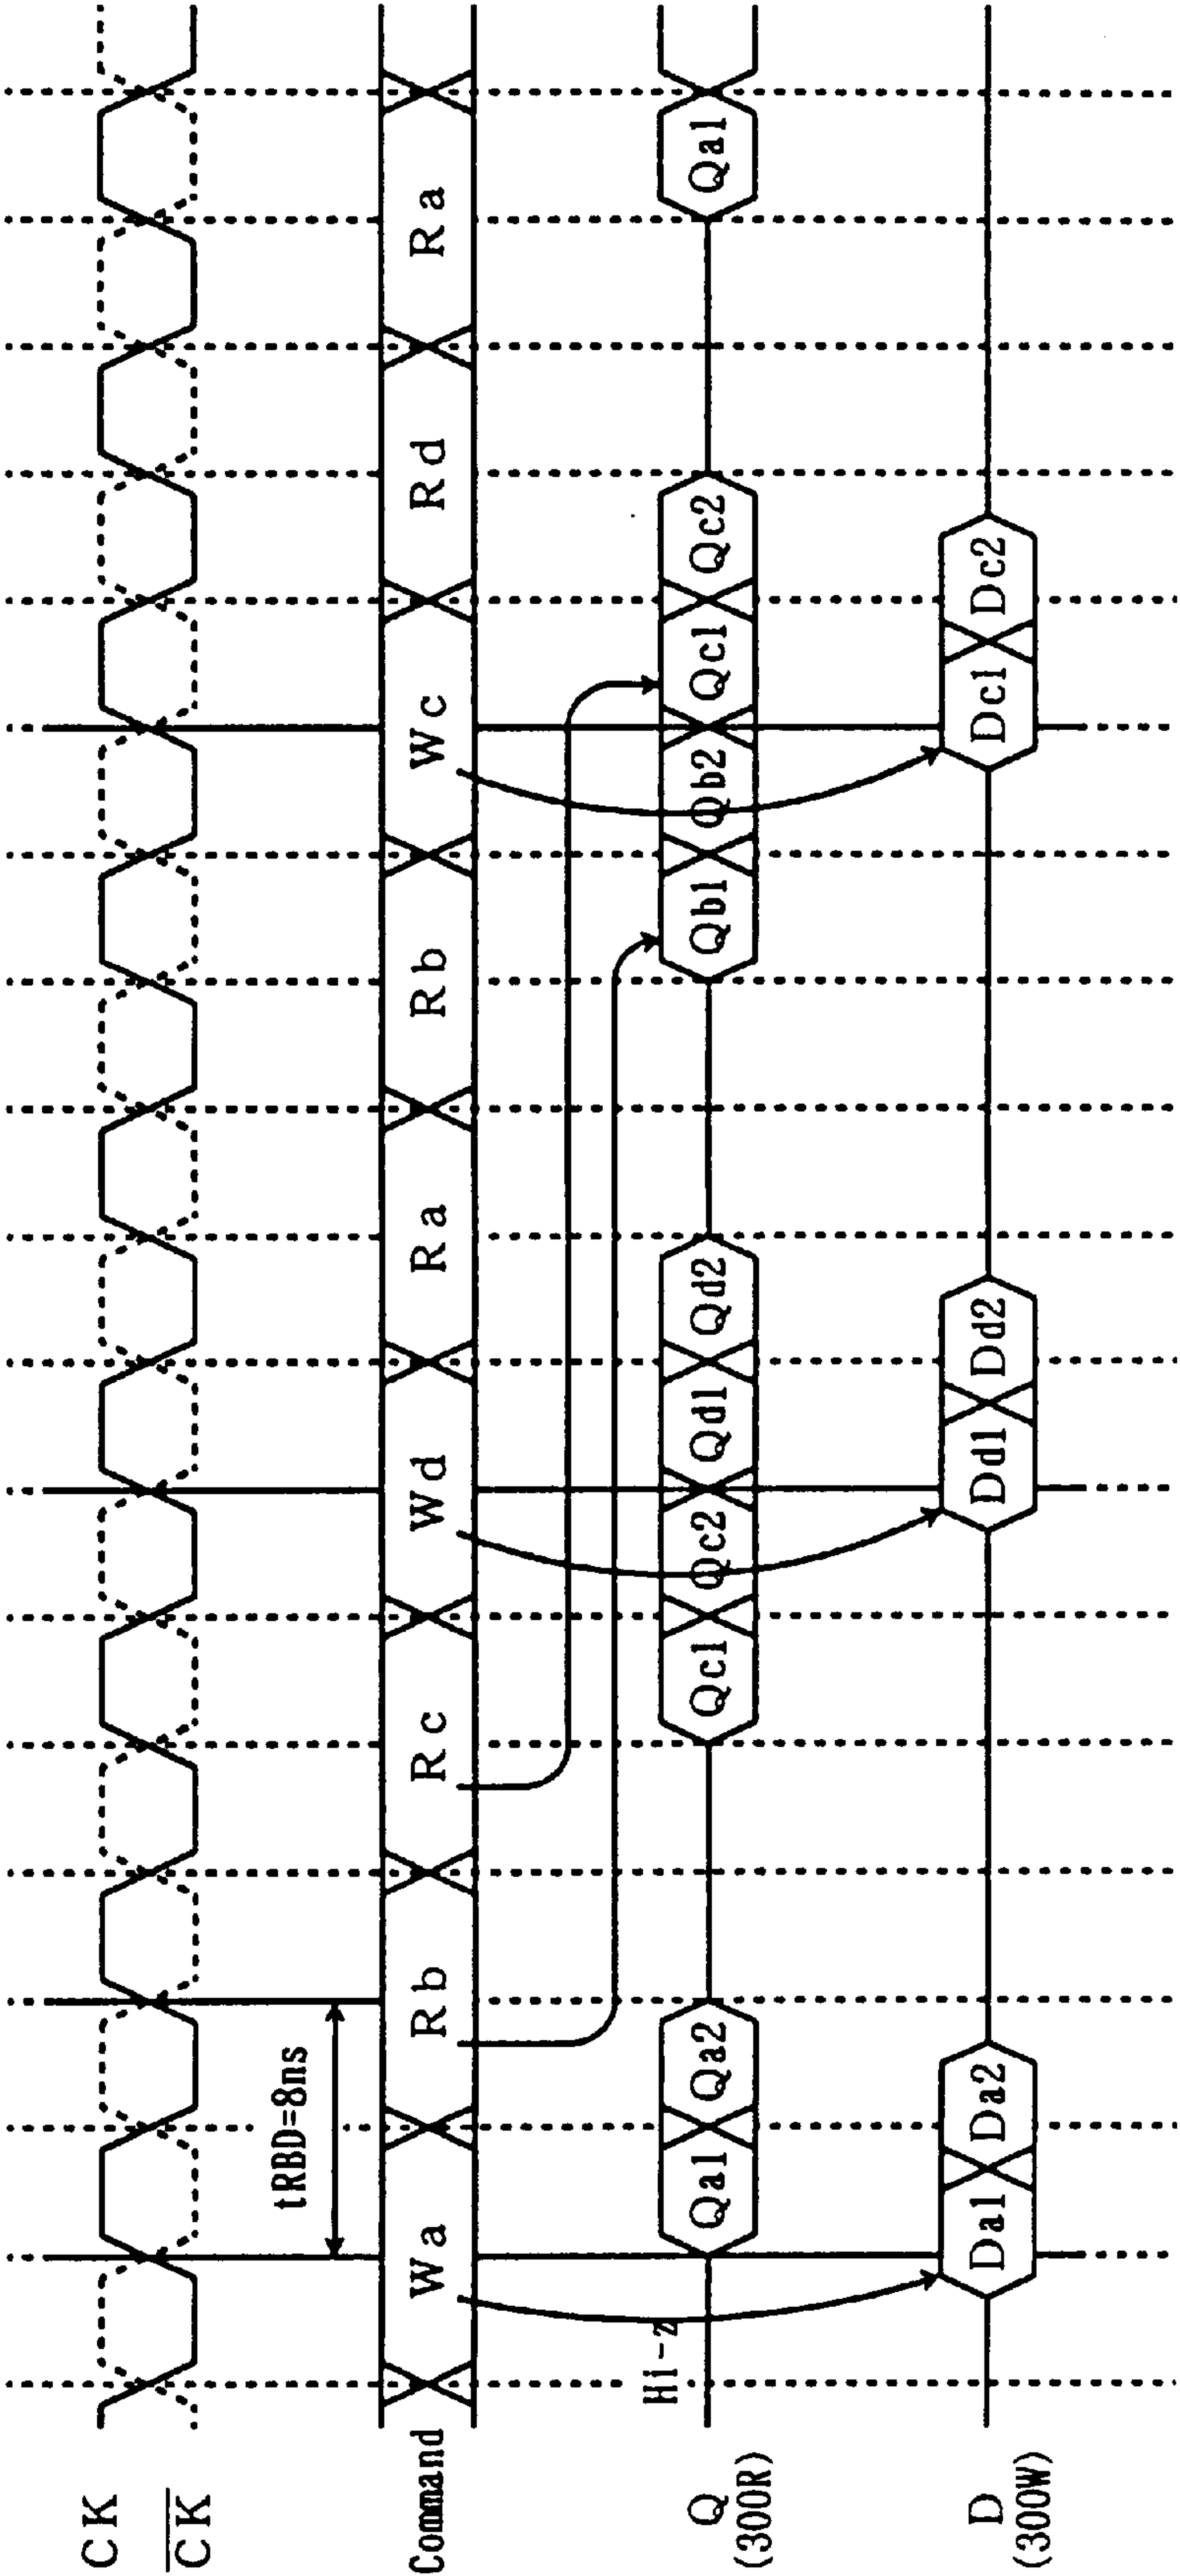 CK
CK
tRBD=8ns
Command
Wa
Rb
Rc
Wd
Ra
Rb
Wc
Rd
Ra
Hi-z
Q
(300R)
Qa1
Qa2
Qc1
Qc2
Qd1
Qd2
Qb1
Qb2
Qc1
Qc2
Qa1
D
(300W)
Da1
Da2
Dd1
Dd2
Dc1
Dc2